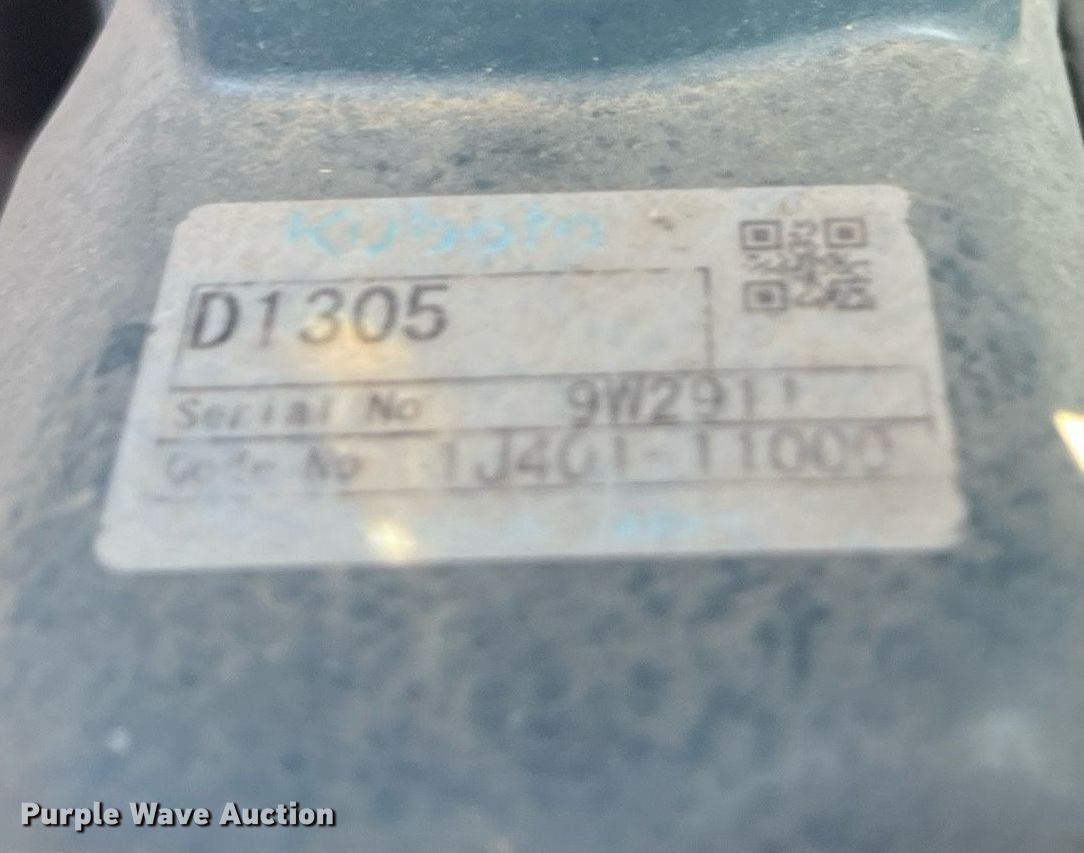 Kubota
D1305
Serial No 9W2911
Code No 1J401-11000
Purple Wave Auction